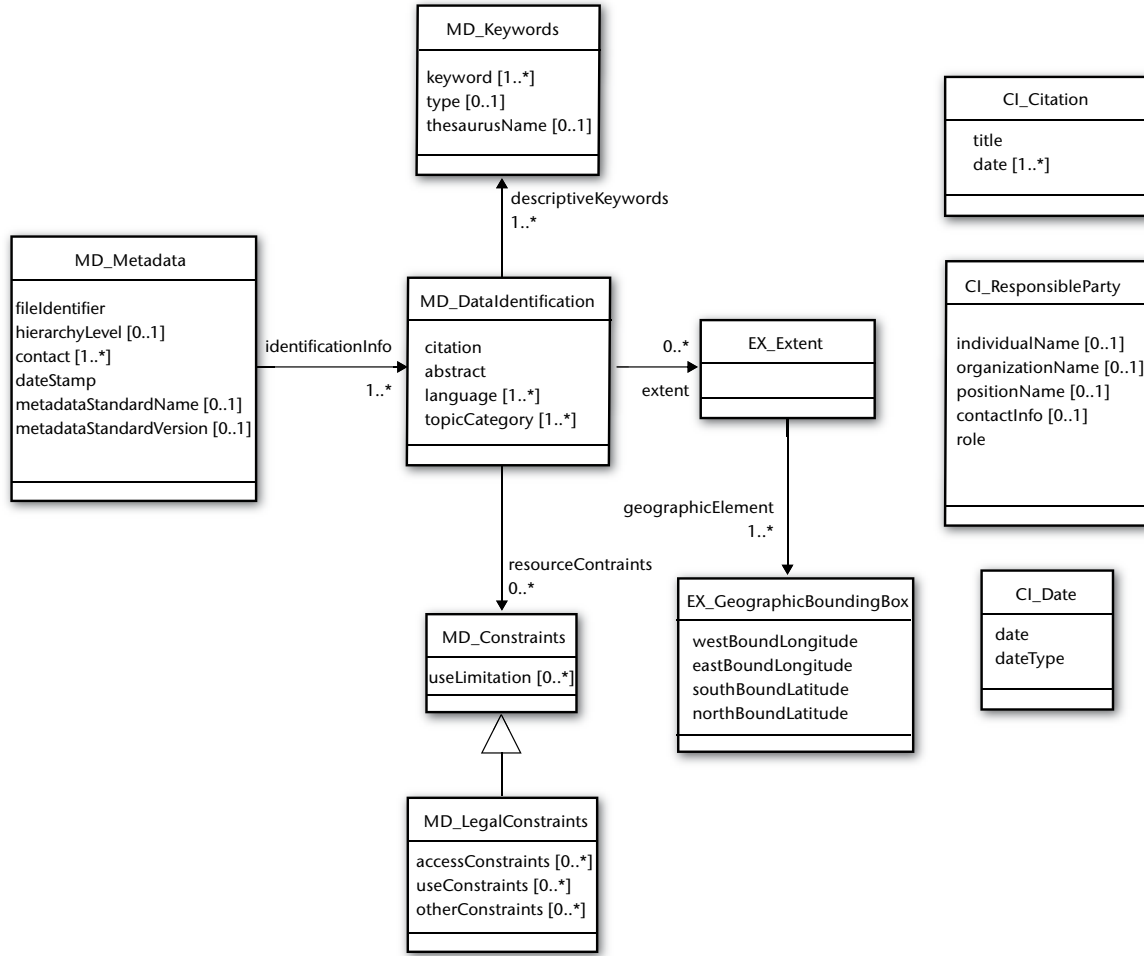 MD_Keywords
keyword [1..*]
type [0..1]
thesaurusName [0..1]
descriptiveKeywords
1..*
MD_Metadata
fileIdentifier
hierarchyLevel [0..1]
contact [1..*]
dateStamp
metadataStandardName [0..1]
metadataStandardVersion [0..1]
identificationInfo
1..*
MD_DataIdentification
citation
abstract
language [1..*]
topicCategory [1..*]
0..*
extent
EX_Extent
geographicElement
1..*
EX_GeographicBoundingBox
westBoundLongitude
eastBoundLongitude
southBoundLatitude
northBoundLatitude
resourceContraints
0..*
MD_Constraints
useLimitation [0..*]
MD_LegalConstraints
accessConstraints [0..*]
useConstraints [0..*]
otherConstraints [0..*]
CI_Citation
title
date [1..*]
CI_ResponsibleParty
individualName [0..1]
organizationName [0..1]
positionName [0..1]
contactInfo [0..1]
role
CI_Date
date
dateType